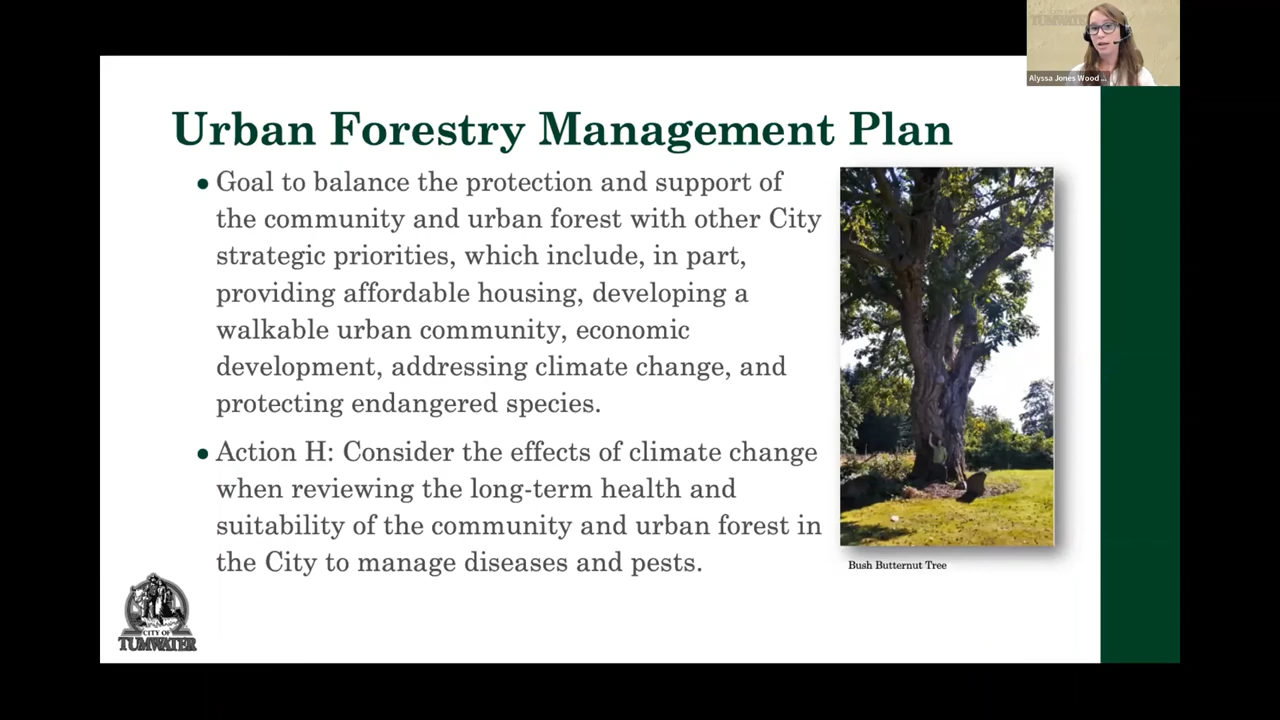 TUMWATER
Alyssa Jones Wood ...
Urban Forestry Management Plan
• Goal to balance the protection and support of
the community and urban forest with other City
strategic priorities, which include, in part,
providing affordable housing, developing a
walkable urban community, economic
development, addressing climate change, and
protecting endangered species.
• Action H: Consider the effects of climate change
when reviewing the long-term health and
suitability of the community and urban forest in
the City to manage diseases and pests.
Bush Butternut Tree
CITY OF
TUMWATER